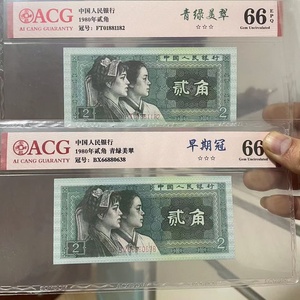 ACG
AI CANG GUARANTY
中国人民银行
1980年贰角
冠号: FT01881182
青绿美翠
☆☆☆
66 EPQ
Gem Uncirculated
中国人民银行
贰角
2
2
ACG
AI CANG GUARANTY
中国人民银行
1980年贰角 青绿美翠
冠号: BX66880638
早期冠
☆☆
66
Gem Uncirculated
中国人民银行
贰角
2
2